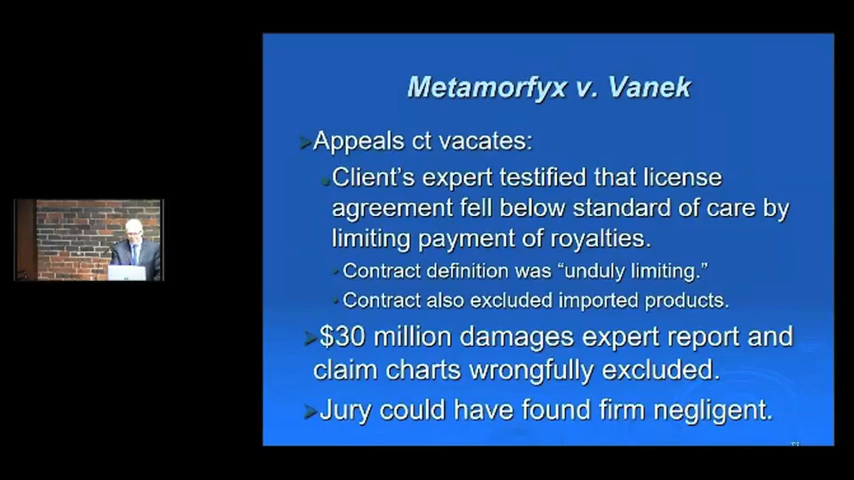 Metamorfyx v. Vanek
Appeals ct vacates:
Client's expert testified that license
agreement fell below standard of care by
limiting payment of royalties.
Contract definition was "unduly limiting."
Contract also excluded imported products.
$30 million damages expert report and
claim charts wrongfully excluded.
Jury could have found firm negligent.